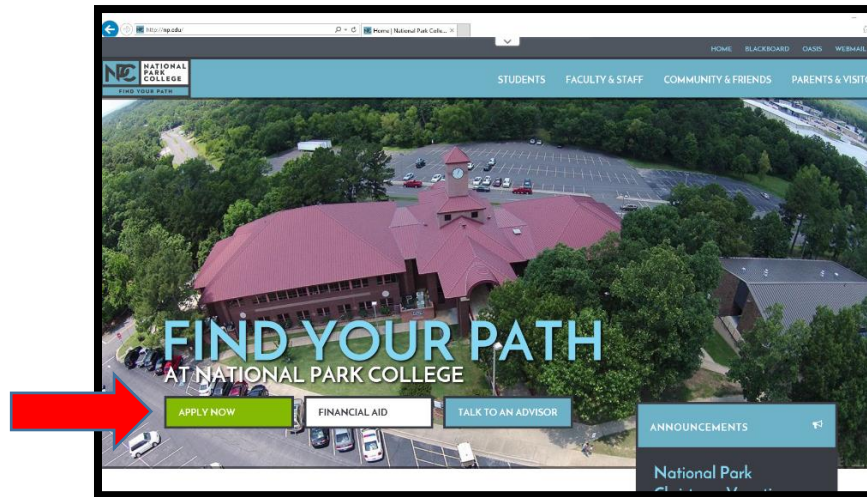 http://np.edu/
Home | National Park Colle...
HOME BLACKBOARD OASIS WEBMAIL
NPC NATIONAL PARK COLLEGE
FIND YOUR PATH
STUDENTS FACULTY & STAFF COMMUNITY & FRIENDS PARENTS &
FIND YOUR PATH
AT NATIONAL PARK COLLEGE
APPLY NOW FINANCIAL AID TALK TO AN ADVISOR
ANNOUNCEMENTS
National Park